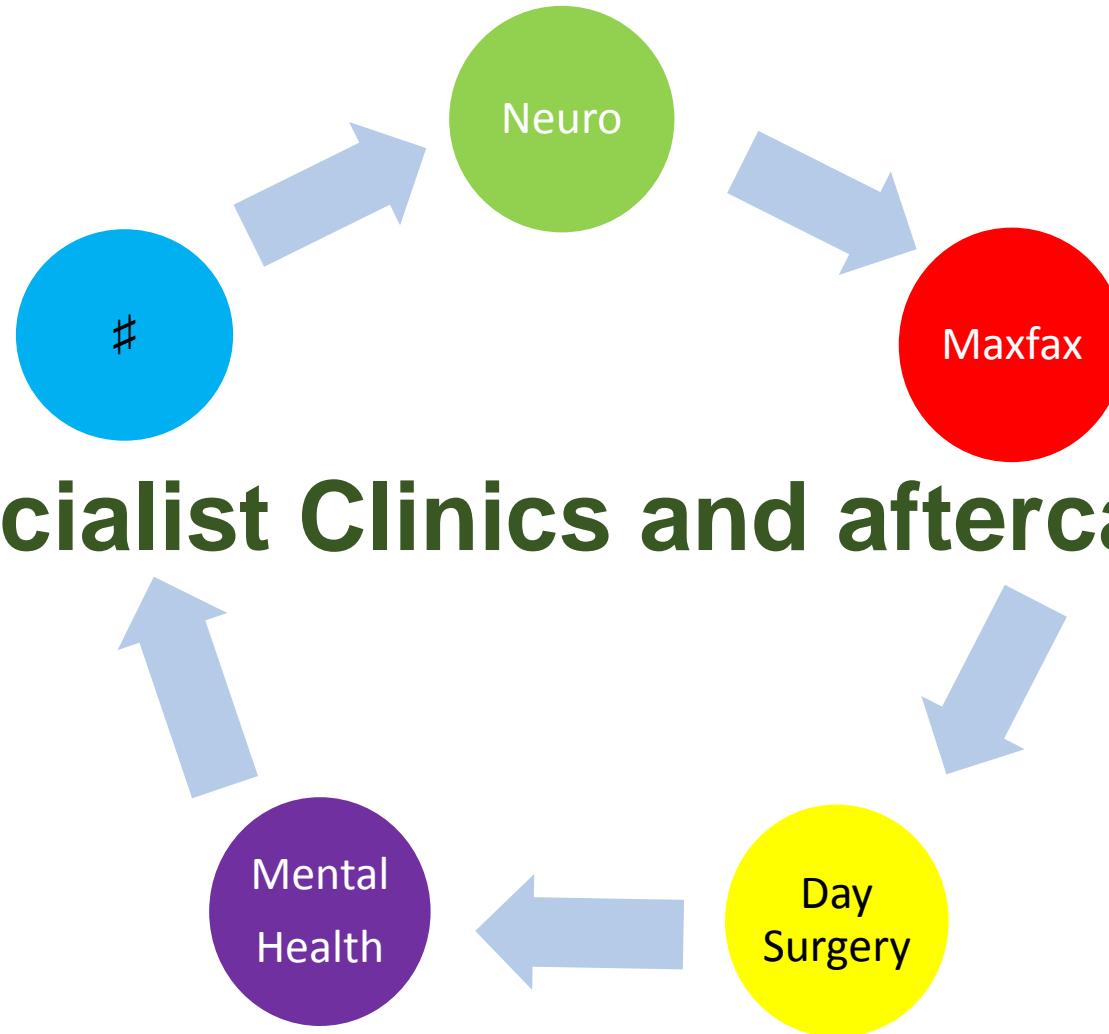 Neuro
♯
Maxfax
cialist Clinics and afterca
Mental
Health
Day
Surgery